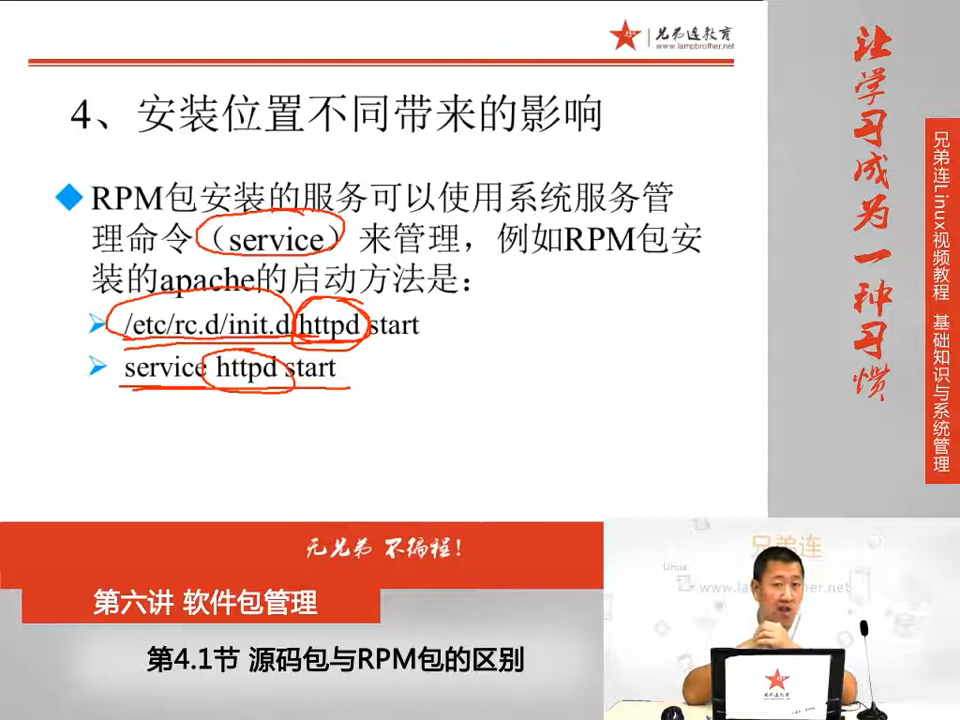 兄弟连教育
www.lampbrother.net
4、安装位置不同带来的影响
RPM包安装的服务可以使用系统服务管
理命令（service）来管理，例如RPM包安
装的apache的启动方法是：
/etc/rc.d/init.d/httpd start
service httpd start
让学习成为一种习惯
兄弟连Linux视频教程 基础知识与系统管理
无兄弟 不编程！
第六讲 软件包管理
第4.1节 源码包与RPM包的区别
兄弟连
Linux